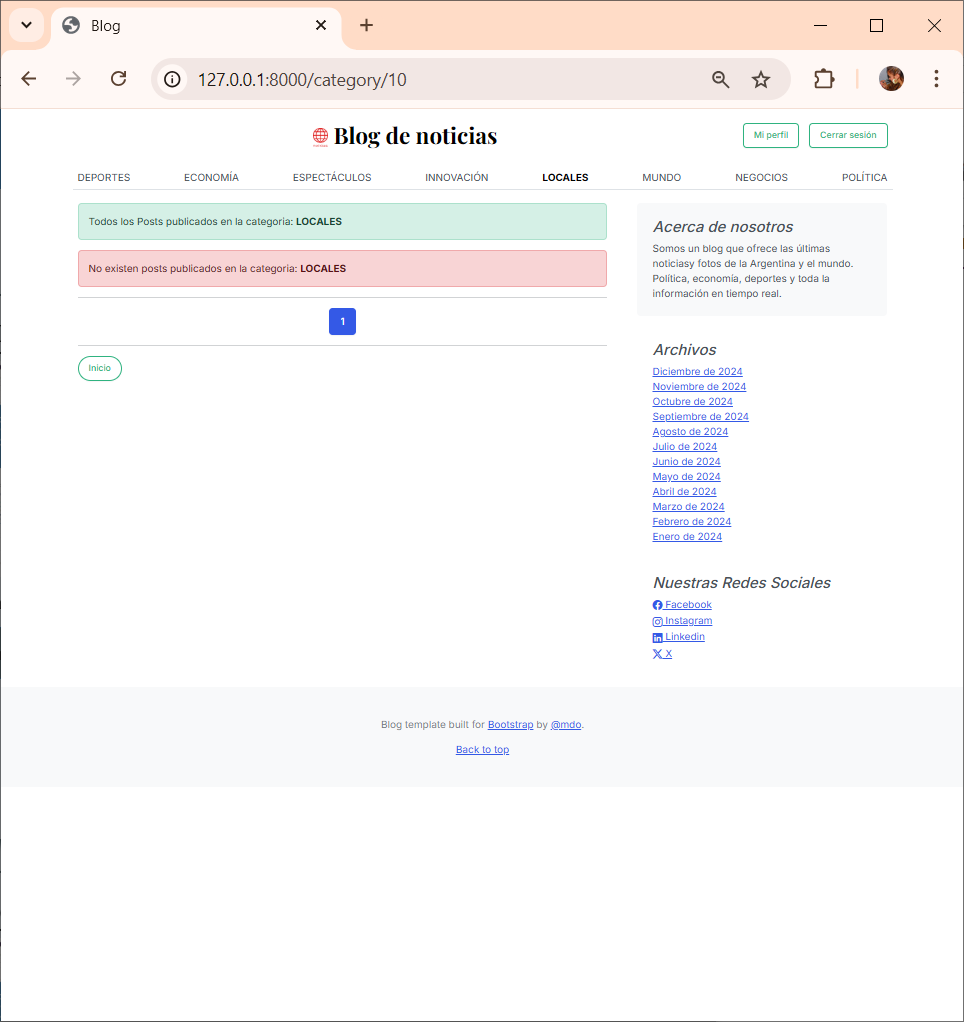 Blog
127.0.0.1:8000/category/10
Blog de noticias
Mi perfil
Cerrar sesión
DEPORTES ECONOMÍA ESPECTÁCULOS INNOVACIÓN LOCALES MUNDO NEGOCIOS POLÍTICA
Todos los Posts publicados en la categoria: LOCALES
No existen posts publicados en la categoria: LOCALES
1
Inicio
Acerca de nosotros
Somos un blog que ofrece las últimas
noticiasy fotos de la Argentina y el mundo.
Política, economía, deportes y toda la
información en tiempo real.
Archivos
Diciembre de 2024
Noviembre de 2024
Octubre de 2024
Septiembre de 2024
Agosto de 2024
Julio de 2024
Junio de 2024
Mayo de 2024
Abril de 2024
Marzo de 2024
Febrero de 2024
Enero de 2024
Nuestras Redes Sociales
Facebook
Instagram
Linkedin
X
Blog template built for Bootstrap by @mdo.
Back to top